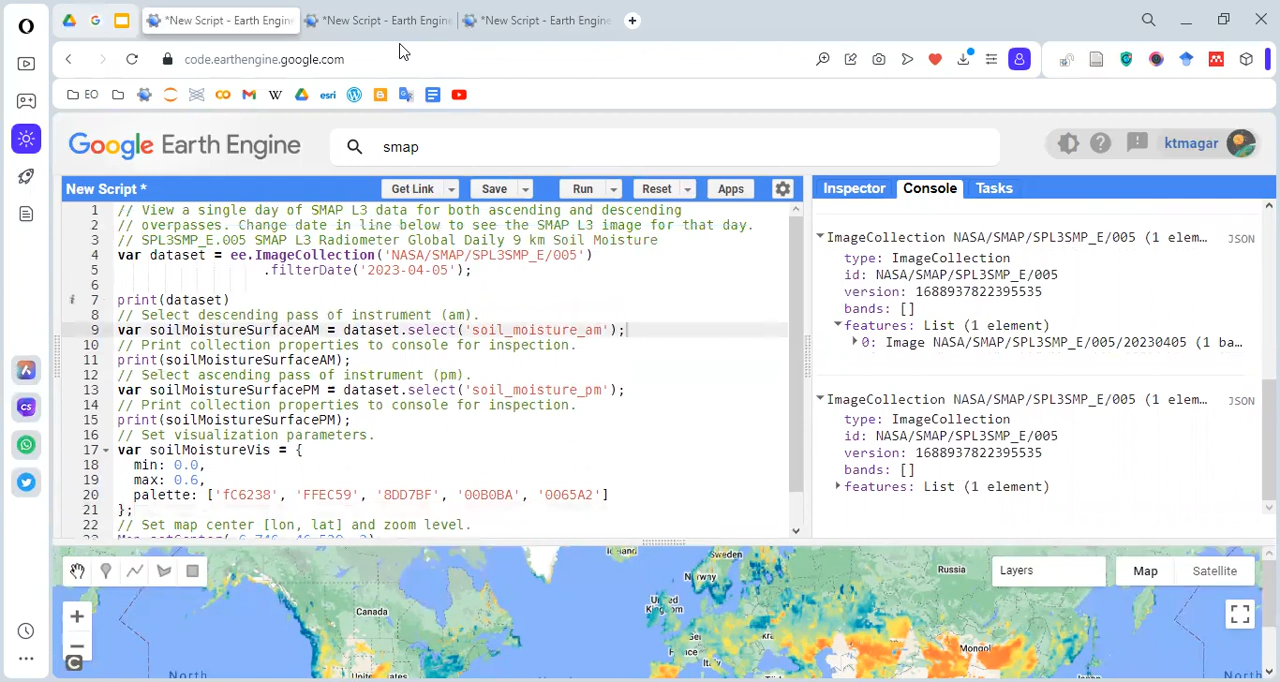 *New Script - Earth Engine
*New Script - Earth Engine
*New Script - Earth Engine
code.earthengine.google.com
EO
esri
Google Earth Engine
smap
ktmagar
New Script *
Get Link
Save
Run
Reset
Apps
Inspector
Console
Tasks
1 // View a single day of SMAP L3 data for both ascending and descending
2 // overpasses. Change date in line below to see the SMAP L3 image for that day.
3 // SPL3SMP_E.005 SMAP L3 Radiometer Global Daily 9 km Soil Moisture
4 var dataset = ee.ImageCollection('NASA/SMAP/SPL3SMP_E/005')
5 .filterDate('2023-04-05');
6
7 print(dataset)
8 // Select descending pass of instrument (am).
9 var soilMoistureSurfaceAM = dataset.select('soil_moisture_am');
10 // Print collection properties to console for inspection.
11 print(soilMoistureSurfaceAM);
12 // Select ascending pass of instrument (pm).
13 var soilMoistureSurfacePM = dataset.select('soil_moisture_pm');
14 // Print collection properties to console for inspection.
15 print(soilMoistureSurfacePM);
16 // Set visualization parameters.
17 var soilMoistureVis = {
18 min: 0.0,
19 max: 0.6,
20 palette: ['fC6238', 'FFEC59', '8DD7BF', '00B0BA', '0065A2']
21 };
22 // Set map center [lon, lat] and zoom level.
ImageCollection NASA/SMAP/SPL3SMP_E/005 (1 elem…
JSON
type: ImageCollection
id: NASA/SMAP/SPL3SMP_E/005
version: 1688937822395535
bands: []
features: List (1 element)
0: Image NASA/SMAP/SPL3SMP_E/005/20230405 (1 ba…
ImageCollection NASA/SMAP/SPL3SMP_E/005 (1 elem…
JSON
type: ImageCollection
id: NASA/SMAP/SPL3SMP_E/005
version: 1688937822395535
bands: []
features: List (1 element)
Layers
Map
Satellite
Iceland
Sweden
Norway
Russia
United
Canada
North